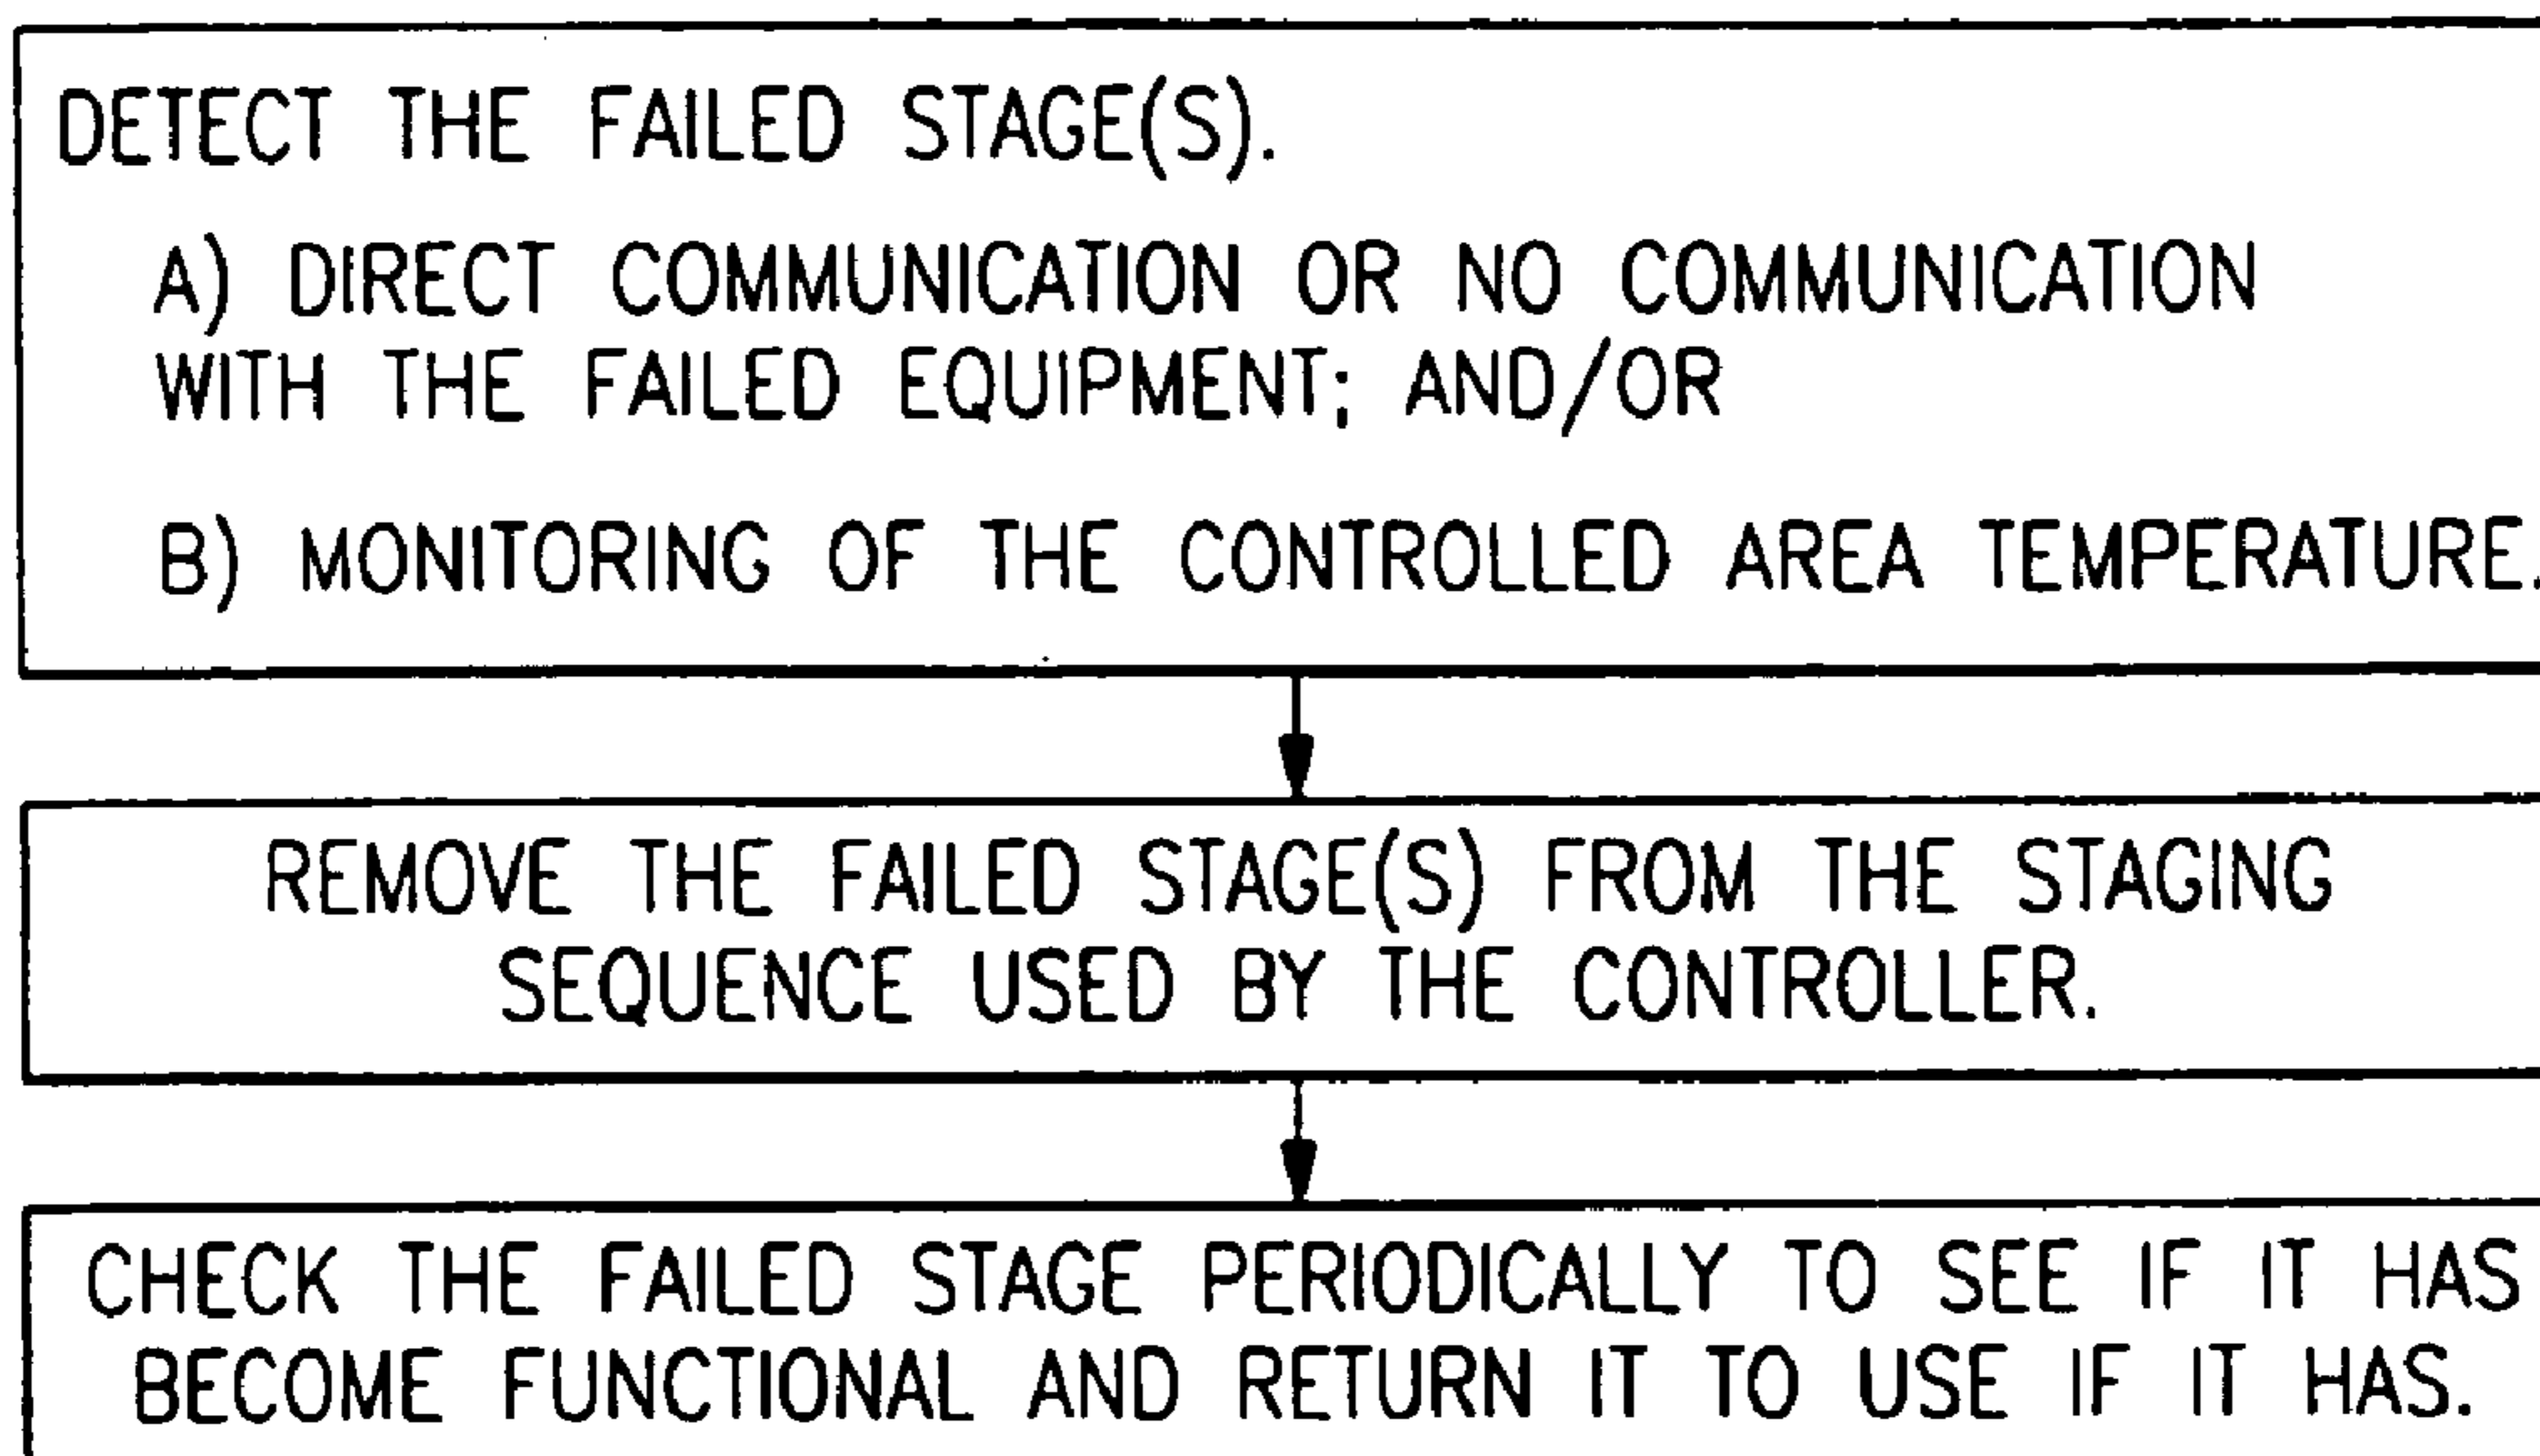 DETECT THE FAILED STAGE(S).
A) DIRECT COMMUNICATION OR NO COMMUNICATION
WITH THE FAILED EQUIPMENT; AND/OR
B) MONITORING OF THE CONTROLLED AREA TEMPERATURE.
REMOVE THE FAILED STAGE(S) FROM THE STAGING
SEQUENCE USED BY THE CONTROLLER.
CHECK THE FAILED STAGE PERIODICALLY TO SEE IF IT HAS
BECOME FUNCTIONAL AND RETURN IT TO USE IF IT HAS.